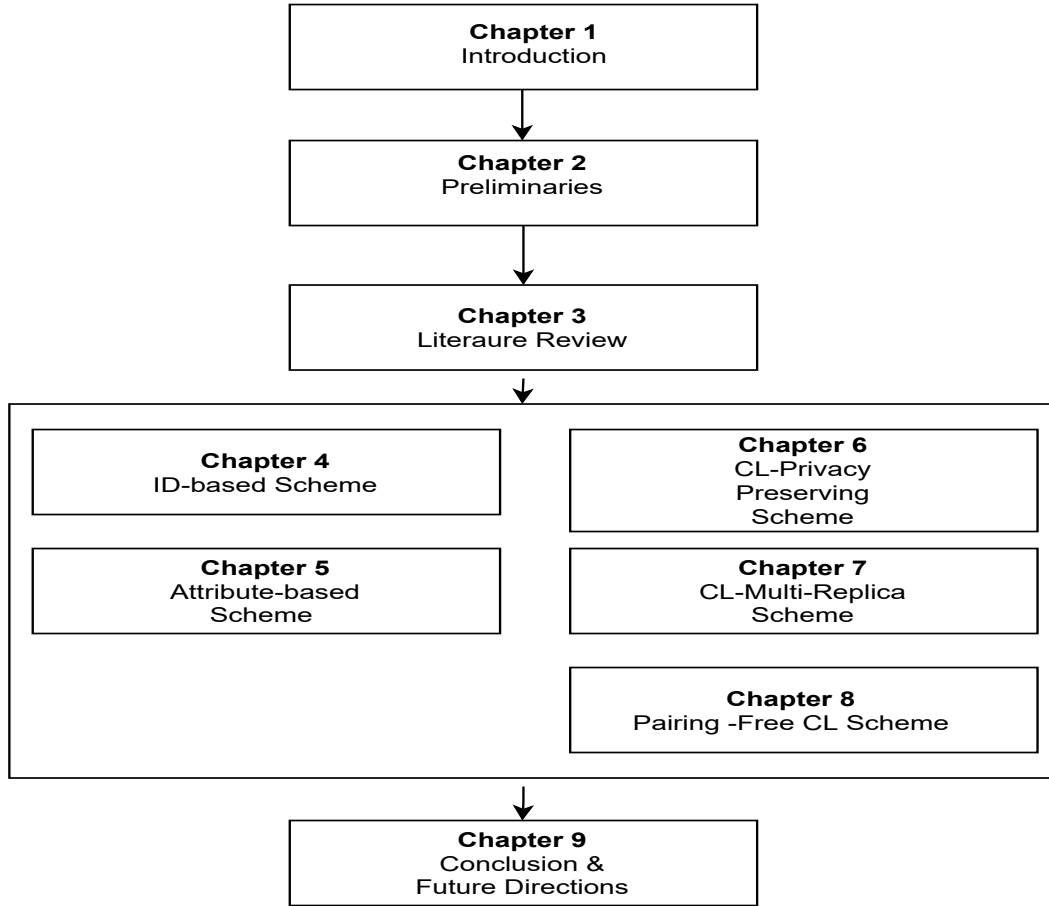 Chapter 1
Introduction
Chapter 2
Preliminaries
Chapter 3
Literaure Review
Chapter 4
ID-based Scheme
Chapter 5
Attribute-based
Scheme
Chapter 6
CL-Privacy
Preserving
Scheme
Chapter 7
CL-Multi-Replica
Scheme
Chapter 8
Pairing -Free CL Scheme
Chapter 9
Conclusion &
Future Directions